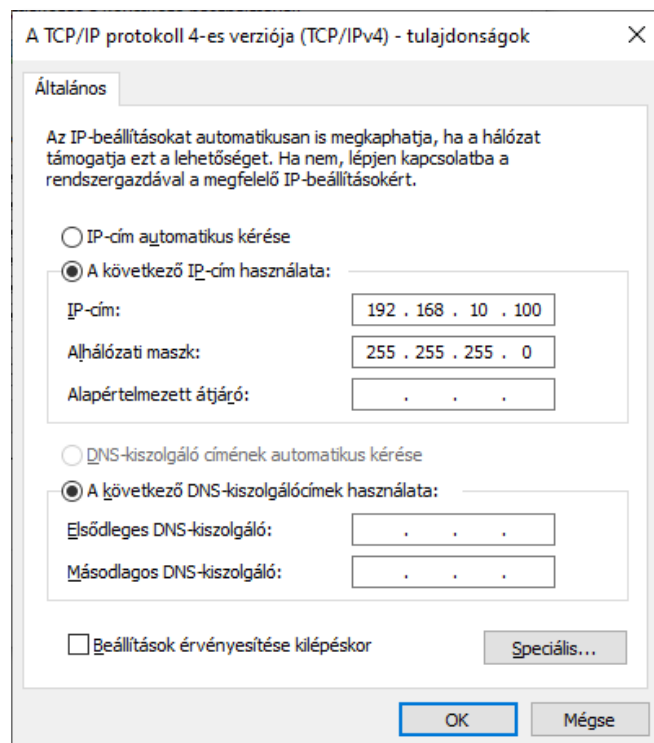 A TCP/IP protokoll 4-es verziója (TCP/IPv4) - tulajdonságok
Általános
Az IP-beállításokat automatikusan is megkaphatja, ha a hálózat
támogatja ezt a lehetőséget. Ha nem, lépjen kapcsolatba a
rendszergazdával a megfelelő IP-beállításokért.
IP-cím automatikus kérése
A következő IP-cím használata:
IP-cím: 192 . 168 . 10 . 100
Alhálózati maszk: 255 . 255 . 255 . 0
Alapértelmezett átjáró: . . .
DNS-kiszolgáló címének automatikus kérése
A következő DNS-kiszolgálócímek használata:
Elsődleges DNS-kiszolgáló: . . .
Másodlagos DNS-kiszolgáló: . . .
Beállítások érvényesítése kilépéskor
Speciális...
OK Mégse